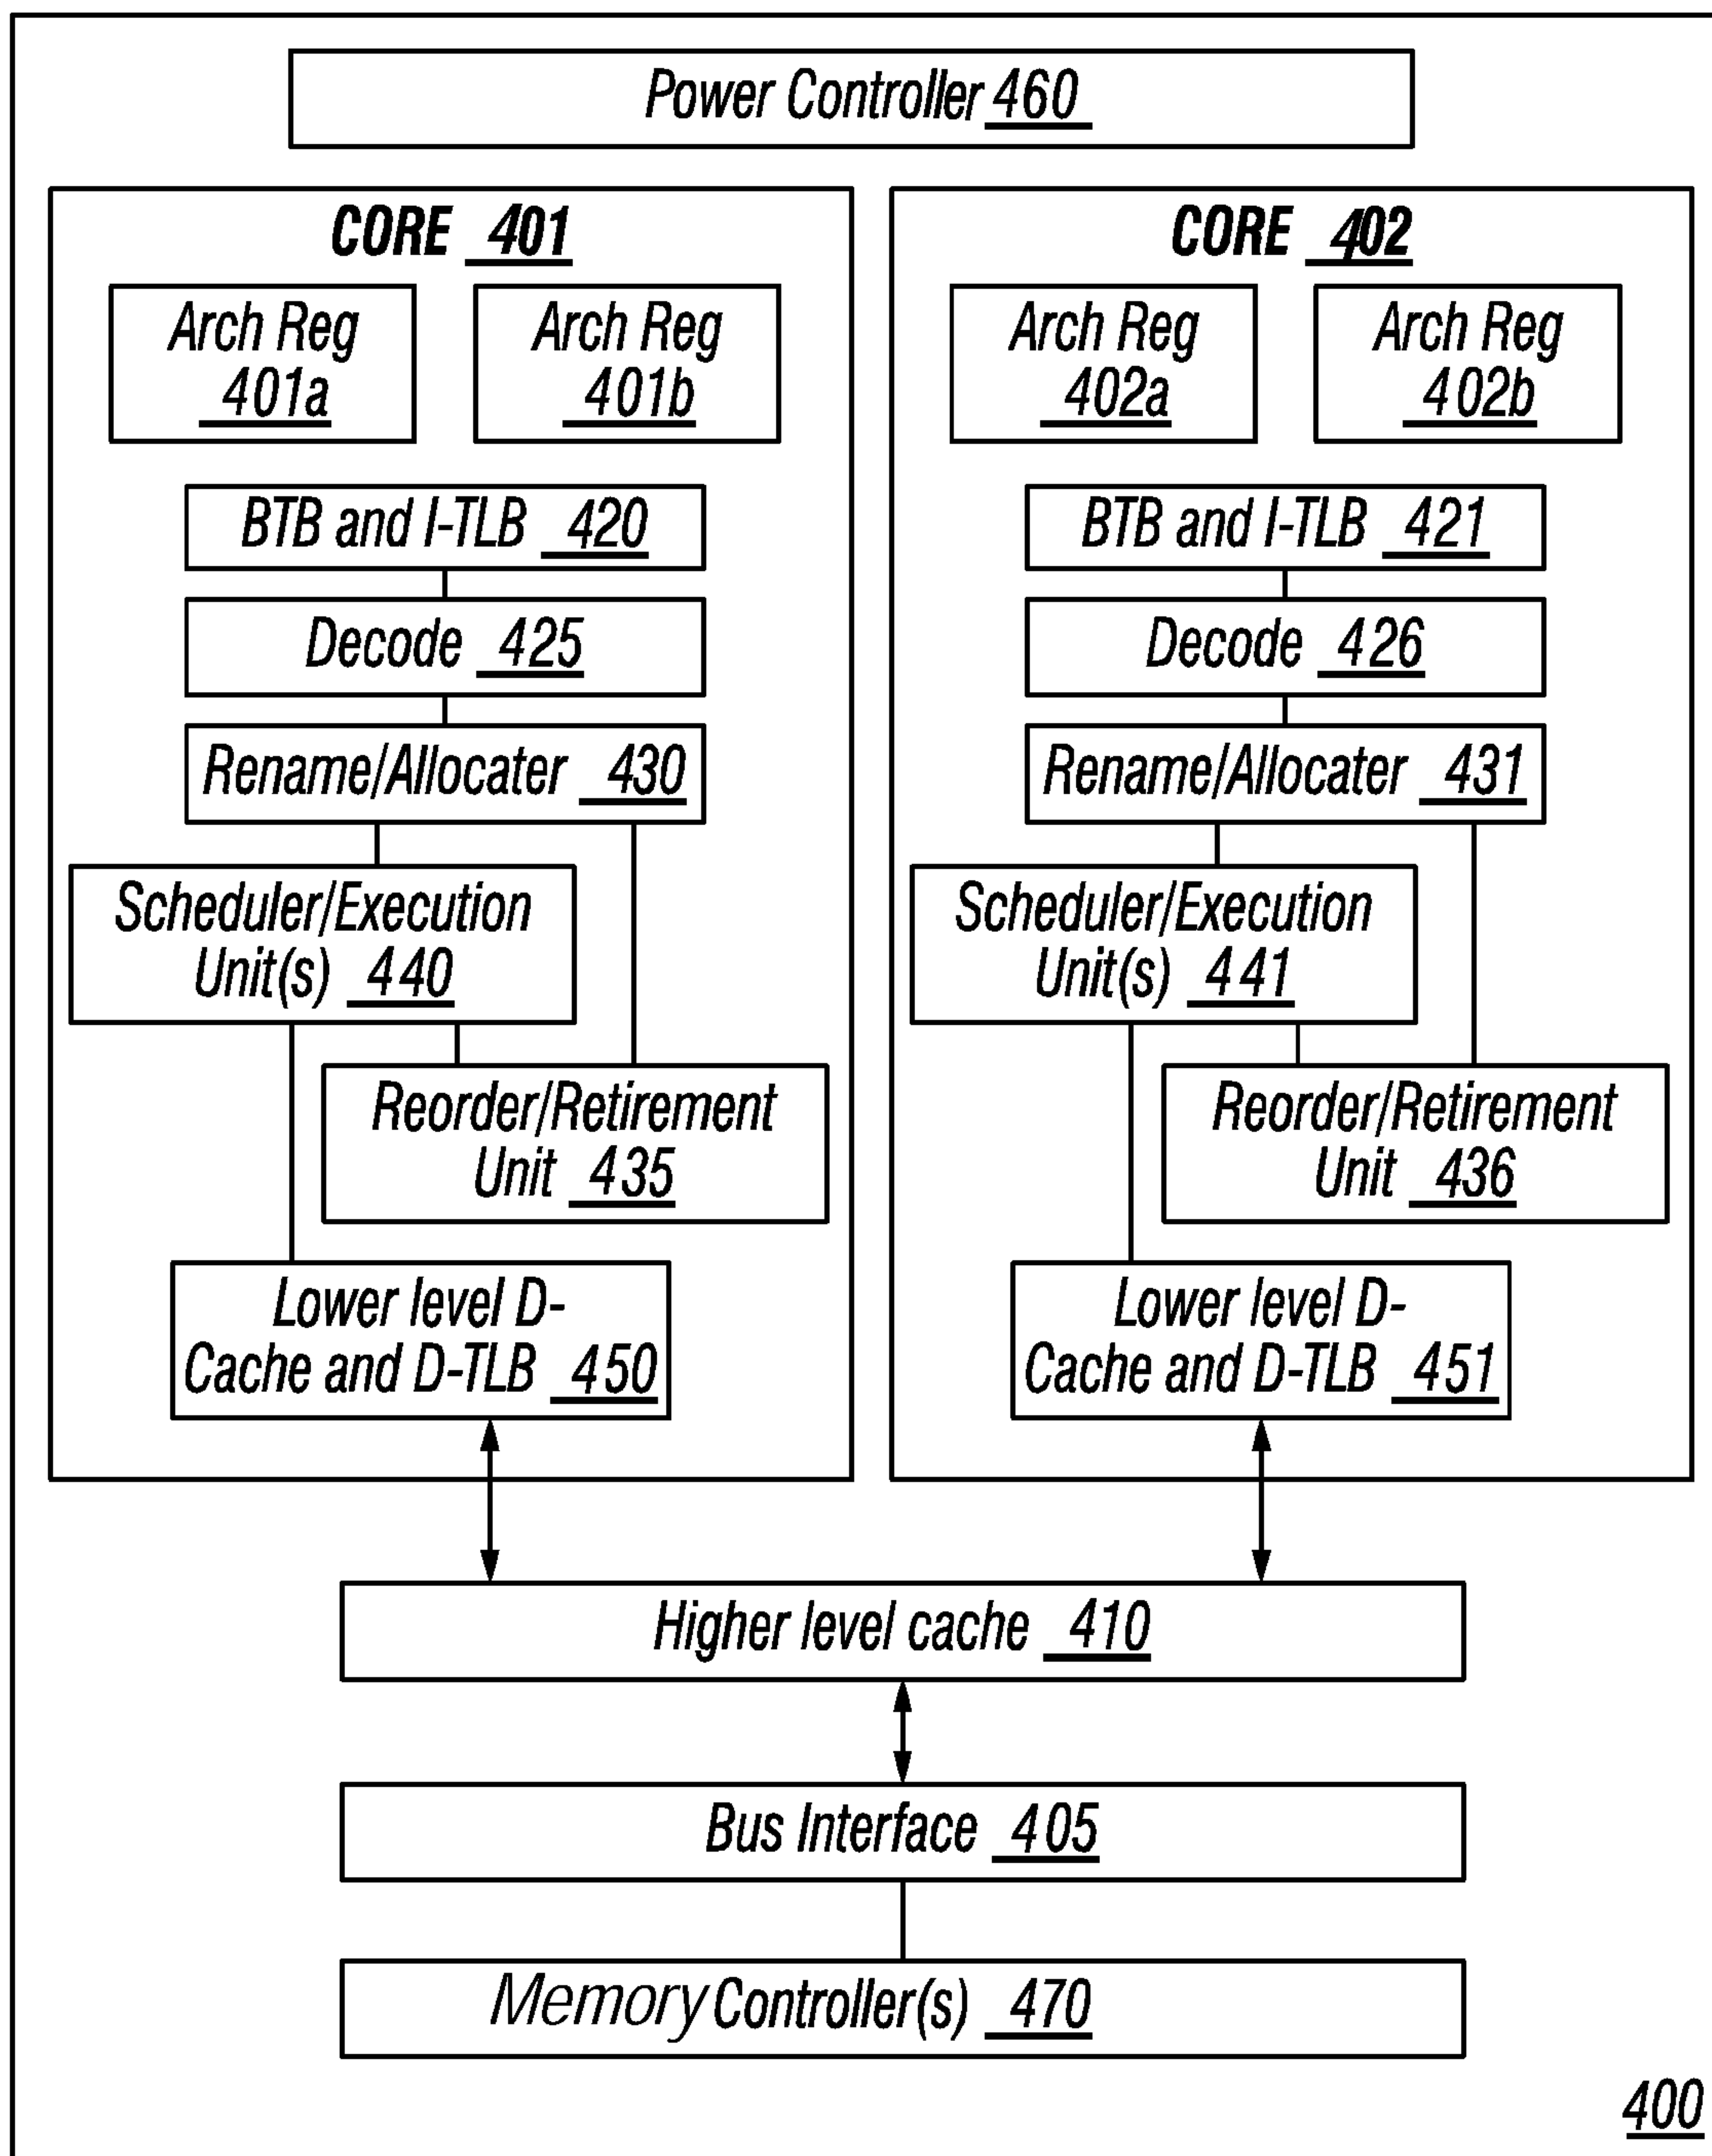 Power Controller 460
CORE 401
Arch Reg
401a
Arch Reg
401b
BTB and I-TLB 420
Decode 425
Rename/Allocater 430
Scheduler/Execution
Unit(s) 440
Reorder/Retirement
Unit 435
Lower level D-
Cache and D-TLB 450
CORE 402
Arch Reg
402a
Arch Reg
402b
BTB and I-TLB 421
Decode 426
Rename/Allocater 431
Scheduler/Execution
Unit(s) 441
Reorder/Retirement
Unit 436
Lower level D-
Cache and D-TLB 451
Higher level cache 410
Bus Interface 405
Memory Controller(s) 470
400